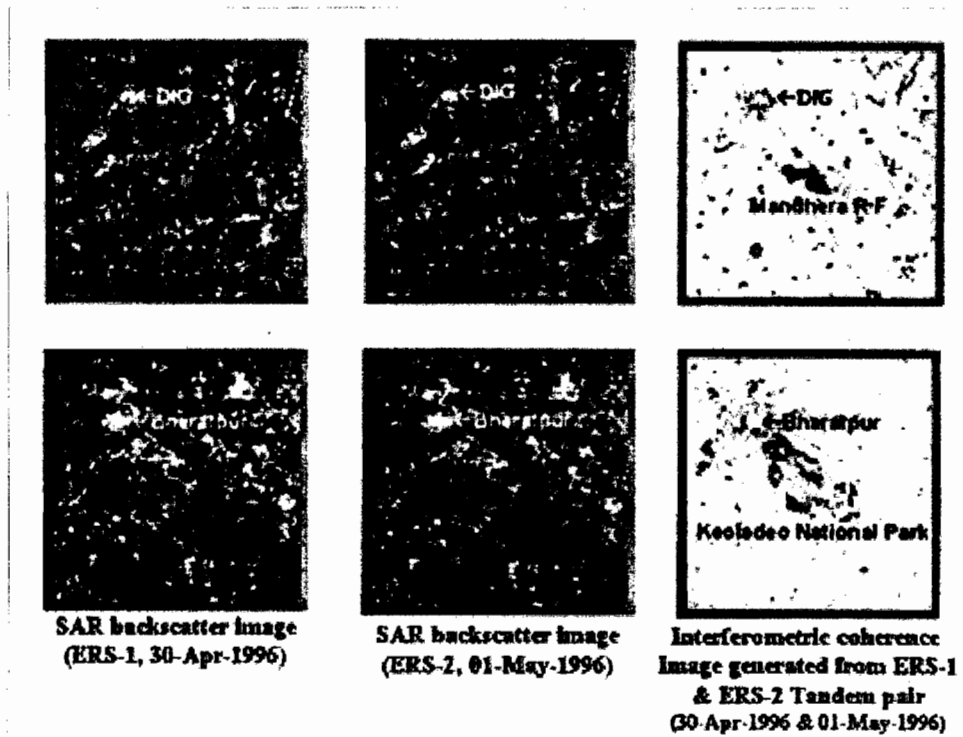 ←DIG
←DIG
←DIG
Mandhera R-F
←Bharatpur
←Bharatpur
←Bharatpur
Keoladeo National Park
SAR backscatter image
(ERS-1, 30-Apr-1996)
SAR backscatter image
(ERS-2, 01-May-1996)
Interferometric coherence
Image generated from ERS-1
& ERS-2 Tandem pair
(30-Apr-1996 & 01-May-1996)